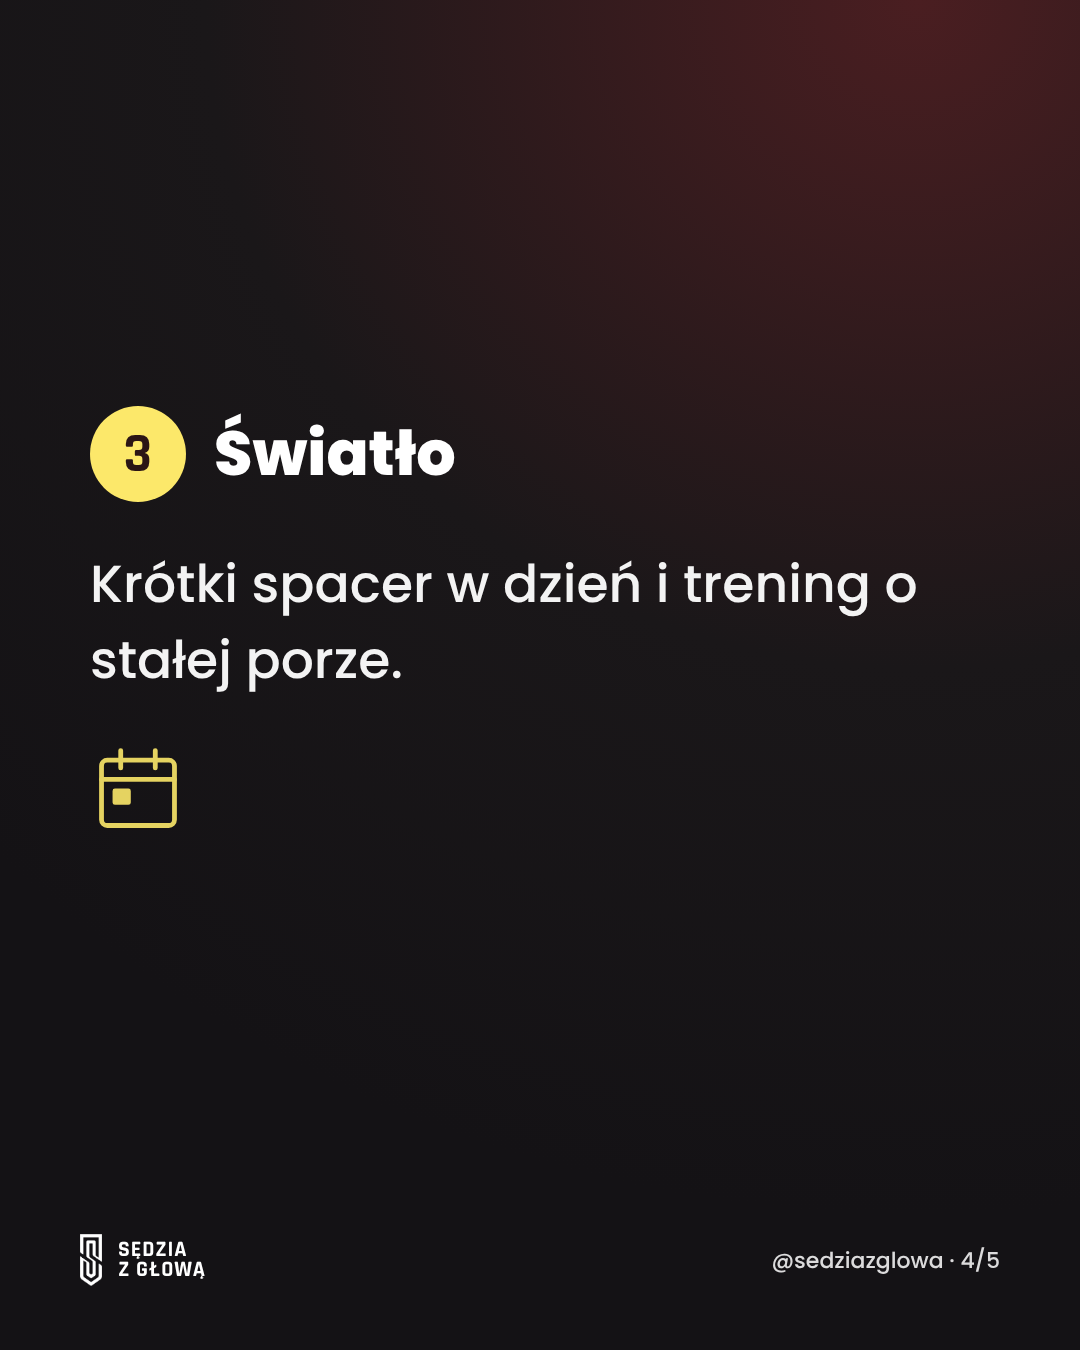 3 Światło
Krótki spacer w dzień i trening o
stałej porze.
SĘDZIA
Z GŁOWĄ
@sedziazglowa · 4/5